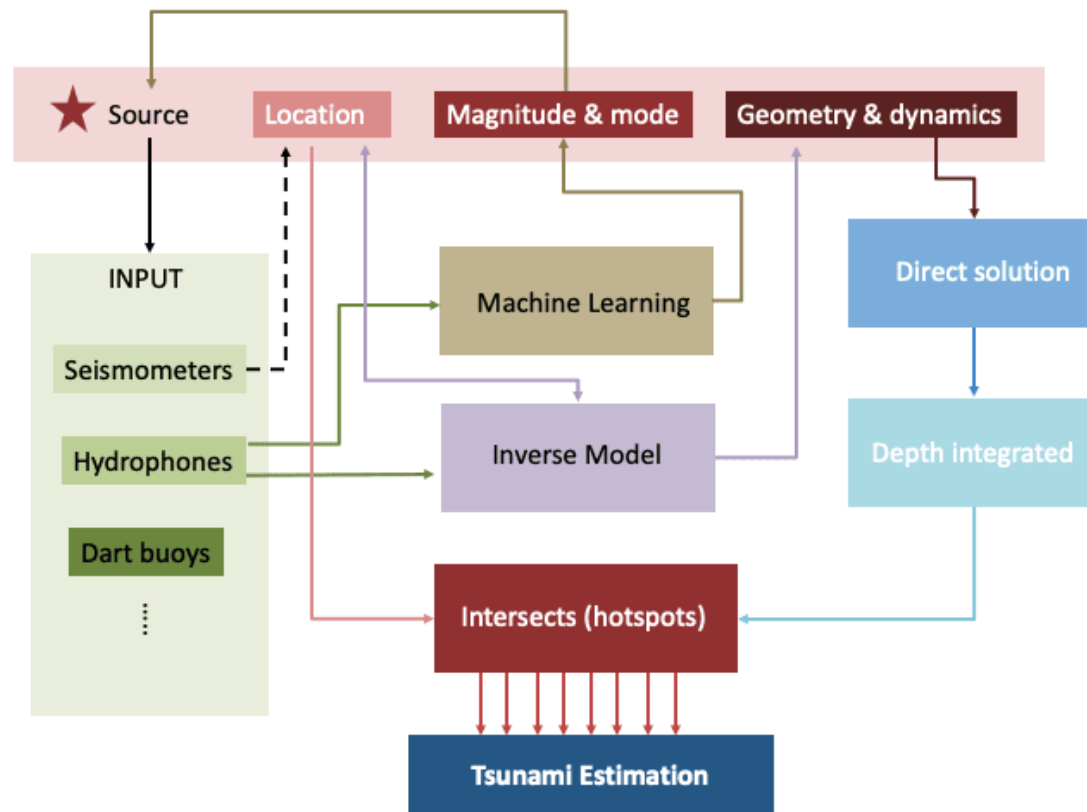 Source
Location
Magnitude & mode
Geometry & dynamics
INPUT
Seismometers
Hydrophones
Dart buoys
Machine Learning
Inverse Model
Direct solution
Depth integrated
Intersects (hotspots)
Tsunami Estimation